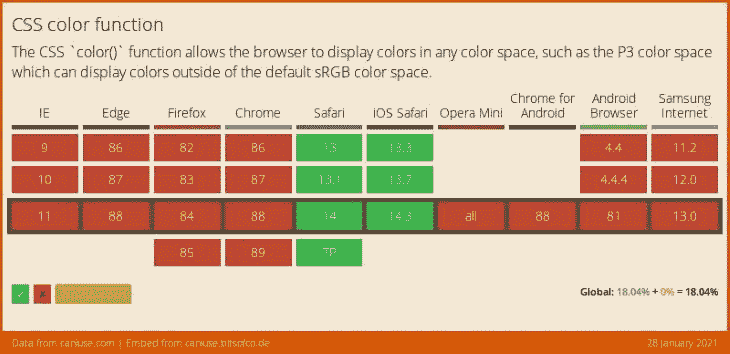 CSS color function
The CSS `color()` function allows the browser to display colors in any color space, such as the P3 color space
which can display colors outside of the default sRGB color space.
IE Edge Firefox Chrome Safari iOS Safari Opera Mini Chrome for Android Android Browser Samsung Internet
9 86 82 86 13 13.3 4.4 11.2
10 87 83 87 13.1 13.7 4.4.4 12.0
11 88 84 88 14 14.3 all 88 81 13.0
85 89 TP
✓ ✗
Global: 18.04% + 0% = 18.04%
Data from caniuse.com | Embed from caniuse.bitsofco.de
28 January 2021